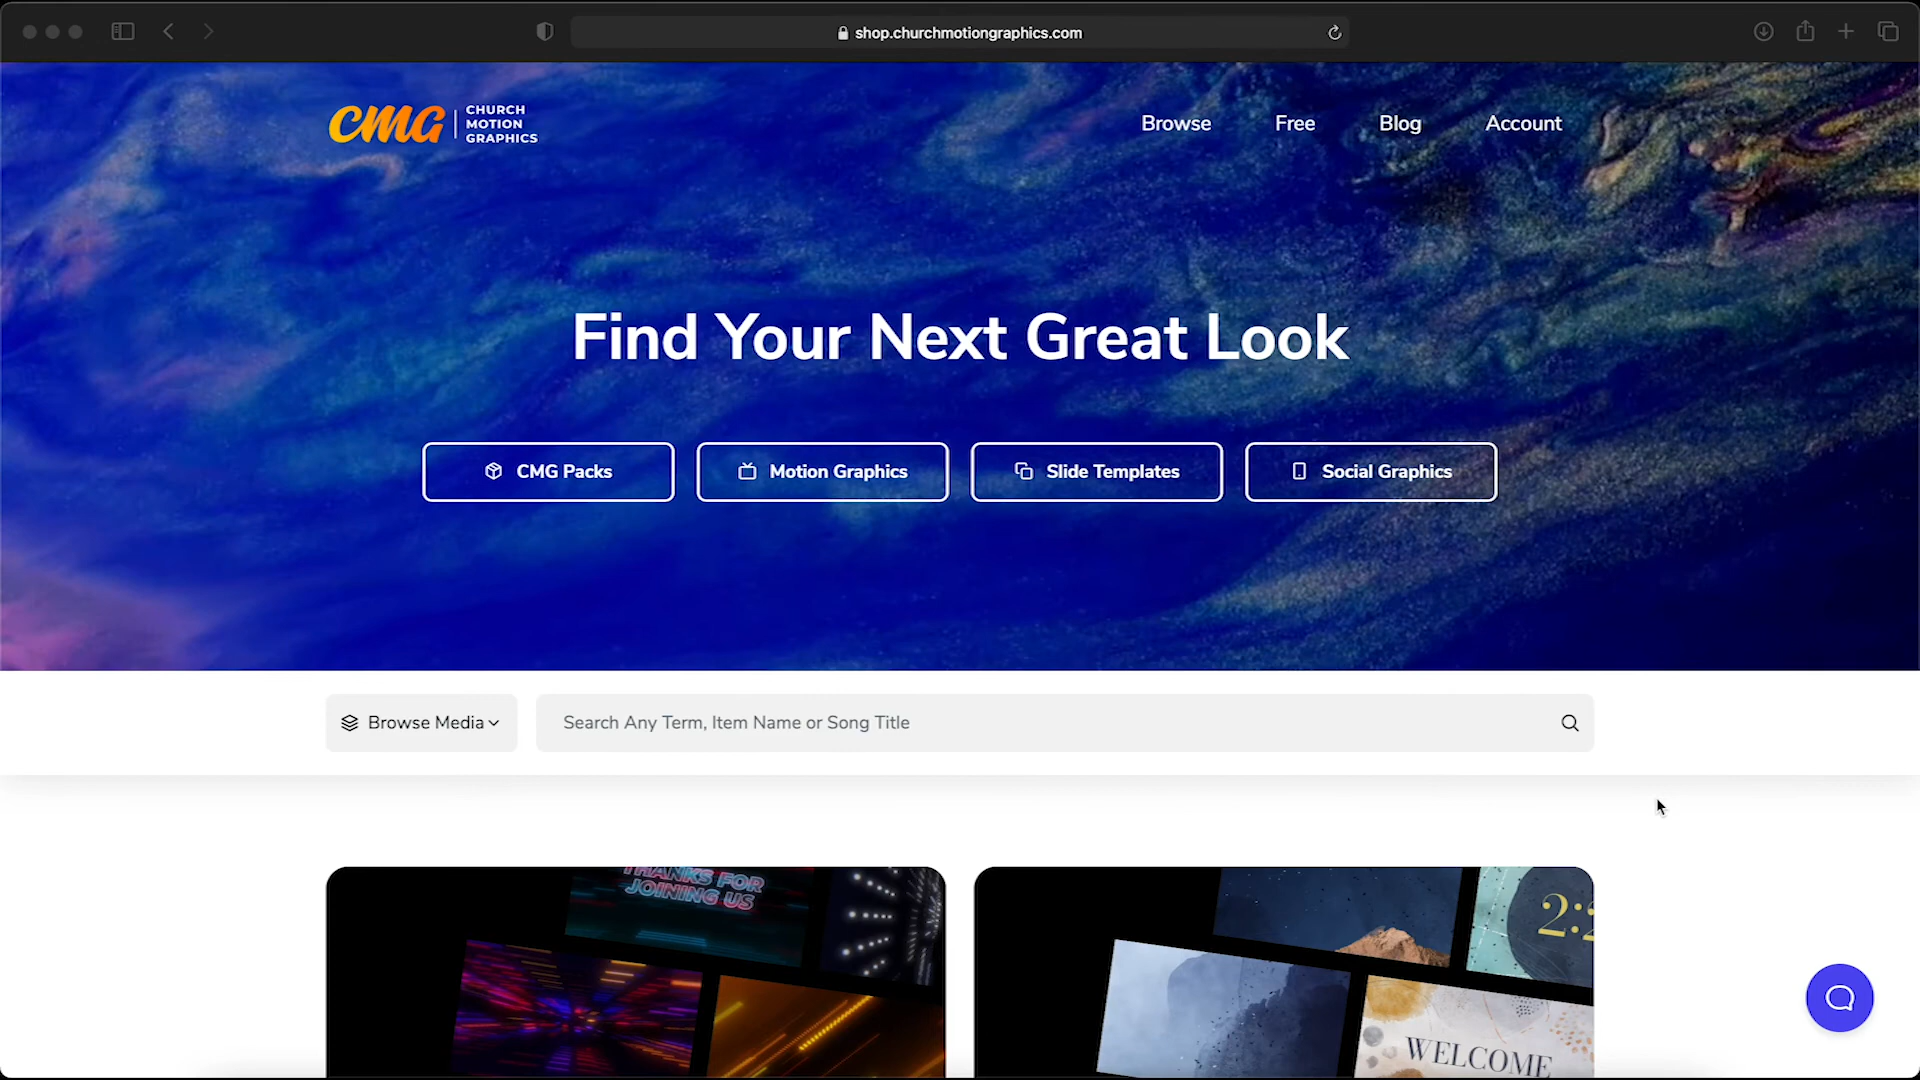 shop.churchmotiongraphics.com
CMG
CHURCH
MOTION
GRAPHICS
Browse
Free
Blog
Account
Find Your Next Great Look
CMG Packs
Motion Graphics
Slide Templates
Social Graphics
Browse Media
Search Any Term, Item Name or Song Title
THANKS FOR
JOINING US
2:2
WELCOME